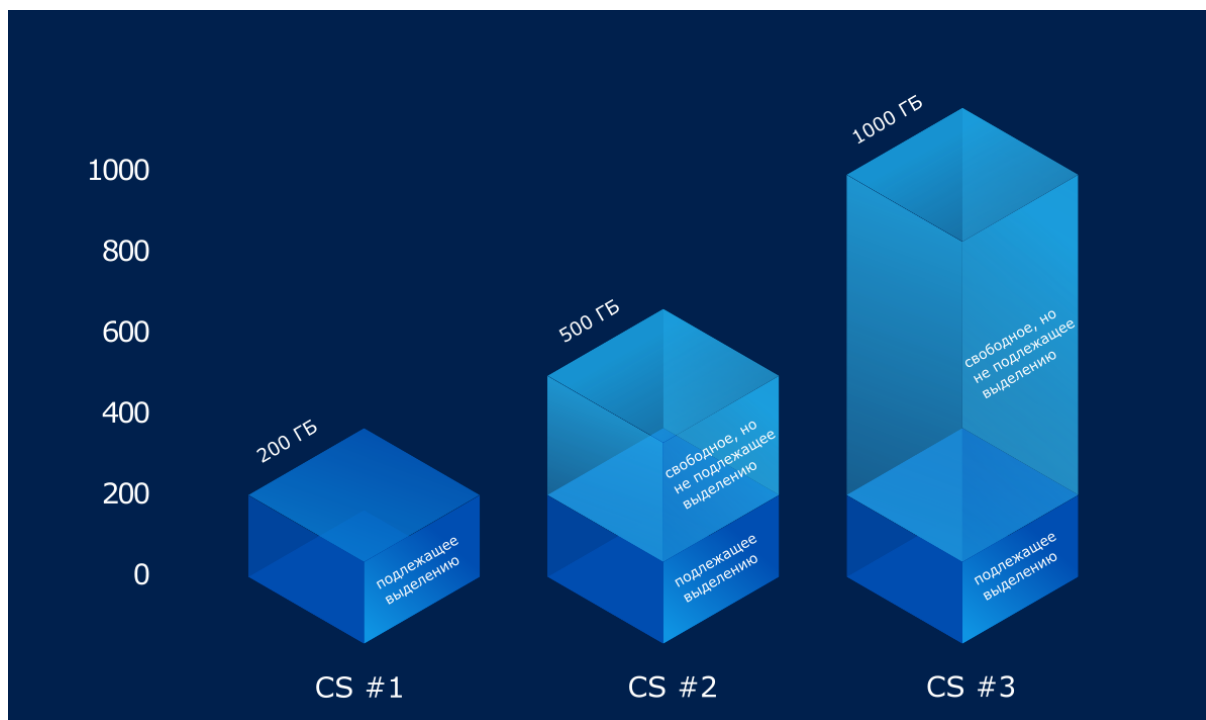 1000 ГБ
1000
800
600
400
200
0
500 ГБ
200 ГБ
свободное, но
не подлежащее
выделению
свободное, но
не подлежащее
выделению
подлежащее
выделению
подлежащее
выделению
подлежащее
выделению
CS #1
CS #2
CS #3